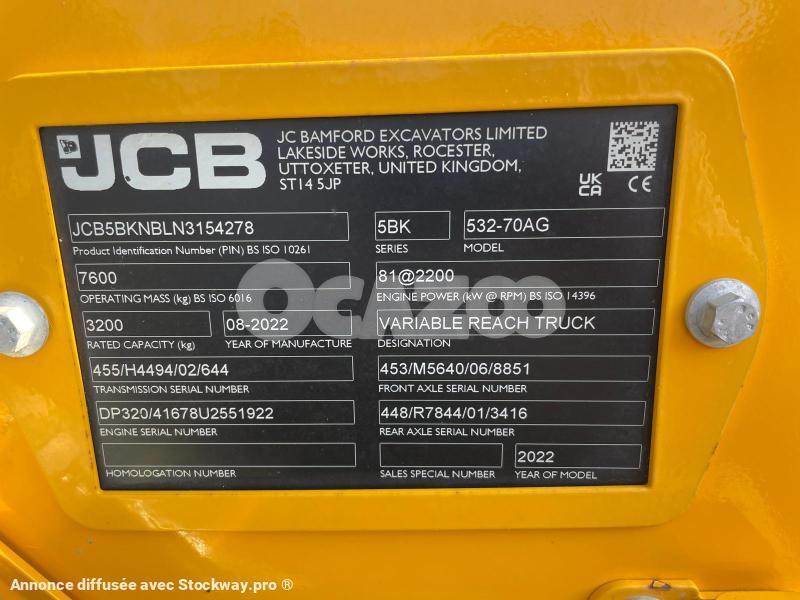 JCB
JC BAMFORD EXCAVATORS LIMITED
LAKESIDE WORKS, ROCESTER,
UTTOXETER, UNITED KINGDOM,
ST14 5JP
UK
CA CE
JCB5BKNBLN3154278
Product Identification Number (PIN) BS ISO 10261
5BK
SERIES
532-70AG
MODEL
7600
OPERATING MASS (kg) BS ISO 6016
81@2200
ENGINE POWER (kW @ RPM) BS ISO 14396
3200
RATED CAPACITY (kg)
08-2022
YEAR OF MANUFACTURE
VARIABLE REACH TRUCK
DESIGNATION
455/H4494/02/644
TRANSMISSION SERIAL NUMBER
453/M5640/06/8851
FRONT AXLE SERIAL NUMBER
DP320/41678U2551922
ENGINE SERIAL NUMBER
448/R7844/01/3416
REAR AXLE SERIAL NUMBER
HOMOLOGATION NUMBER
SALES SPECIAL NUMBER
2022
YEAR OF MODEL
OCAZOO
Annonce diffusée avec Stockway.pro ®